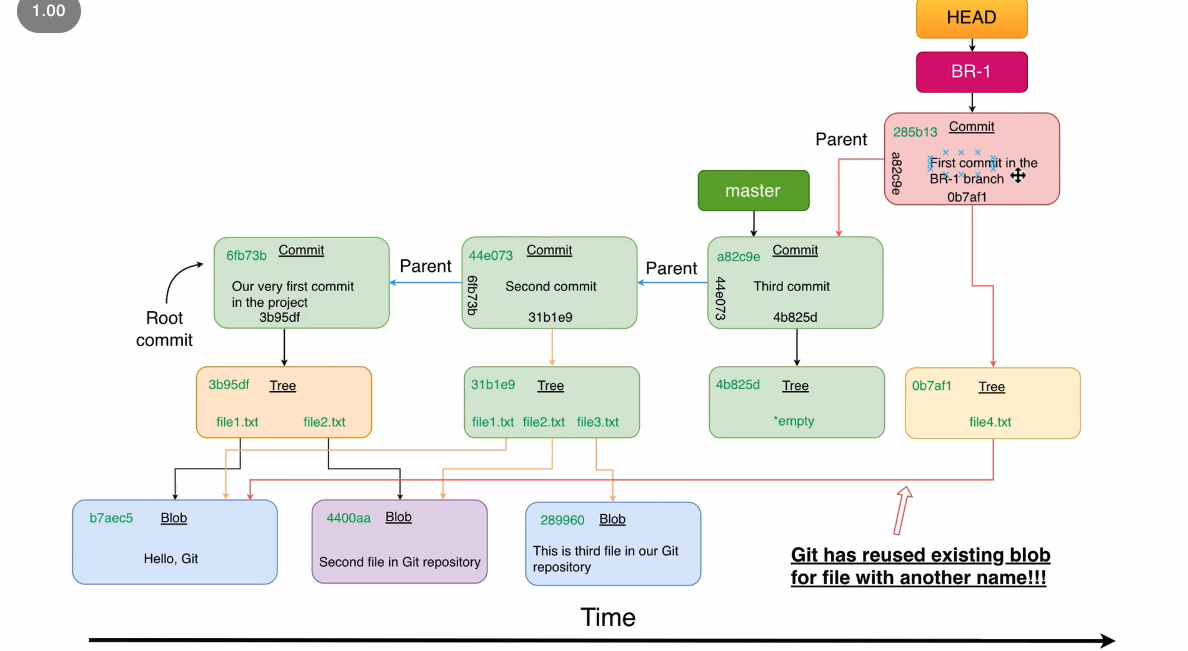 1.00
HEAD
BR-1
285b13
Commit
Parent
a82c9e
First commit in the
BR-1 branch
0b7af1
master
6fb73b
Commit
Our very first commit
in the project
3b95df
Parent
44e073
Commit
6fb73b
Second commit
31b1e9
Parent
a82c9e
Commit
44e073
Third commit
4b825d
Root
commit
3b95df
Tree
file1.txt
file2.txt
31b1e9
Tree
file1.txt
file2.txt
file3.txt
4b825d
Tree
*empty
0b7af1
Tree
file4.txt
b7aec5
Blob
Hello, Git
4400aa
Blob
Second file in Git repository
289960
Blob
This is third file in our Git
repository
Git has reused existing blob
for file with another name!!!
Time